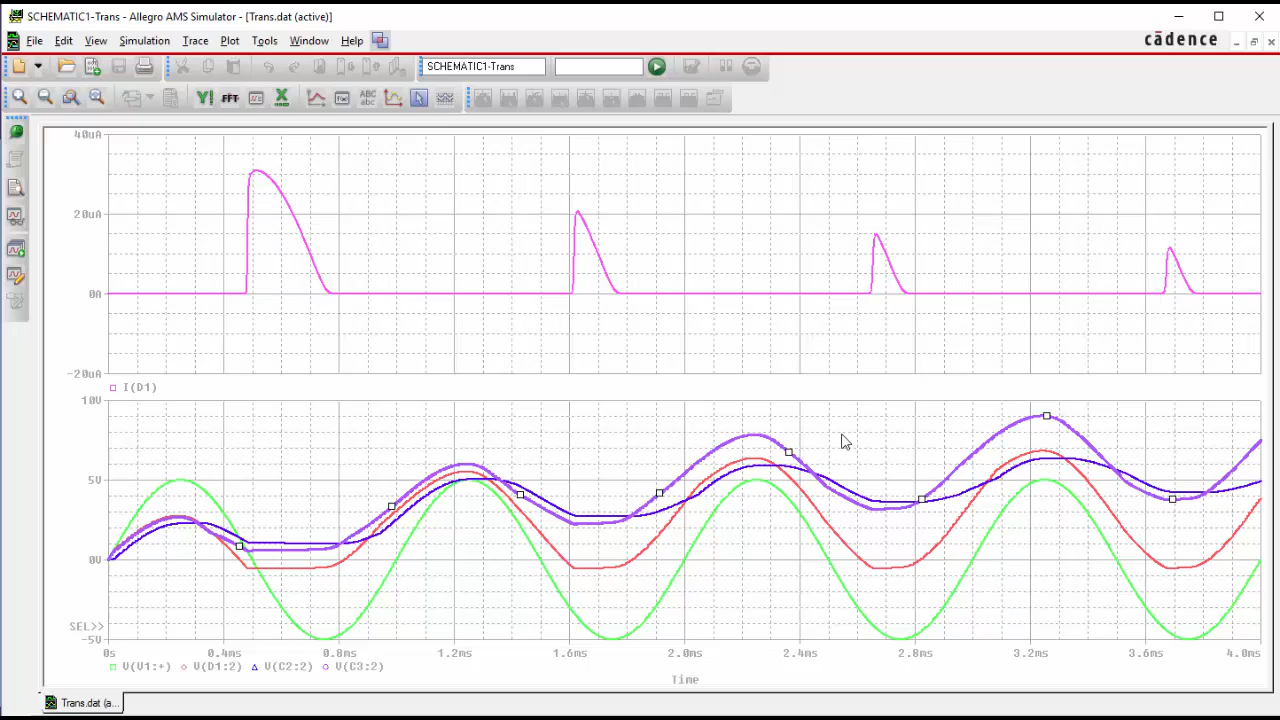 SCHEMATIC1-Trans - Allegro AMS Simulator - [Trans.dat (active)]
File Edit View Simulation Trace Plot Tools Window Help
cādence
SCHEMATIC1-Trans
FFT
ABC
abc
40uA
20uA
0A
-20uA
I(D1)
10V
5V
0V
SEL>>
-5V
0s 0.4ms 0.8ms 1.2ms 1.6ms 2.0ms 2.4ms 2.8ms 3.2ms 3.6ms 4.0ms
V(V1:+) V(D1:2) V(C2:2) V(C3:2)
Time
Trans.dat (a...